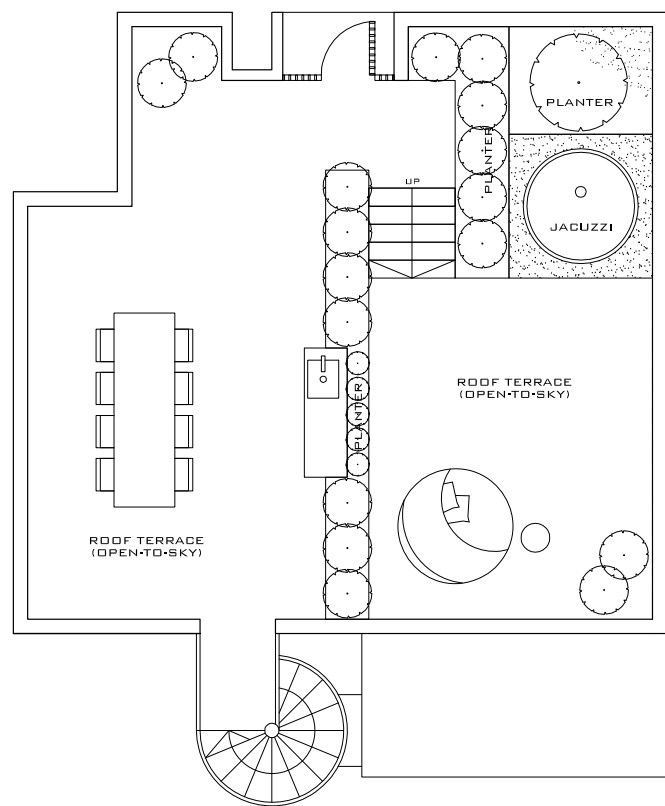 PLANTER
UP
PLANTER
JACUZZI
ROOF TERRACE
(OPEN-TO-SKY)
PLANTER
ROOF TERRACE
(OPEN-TO-SKY)